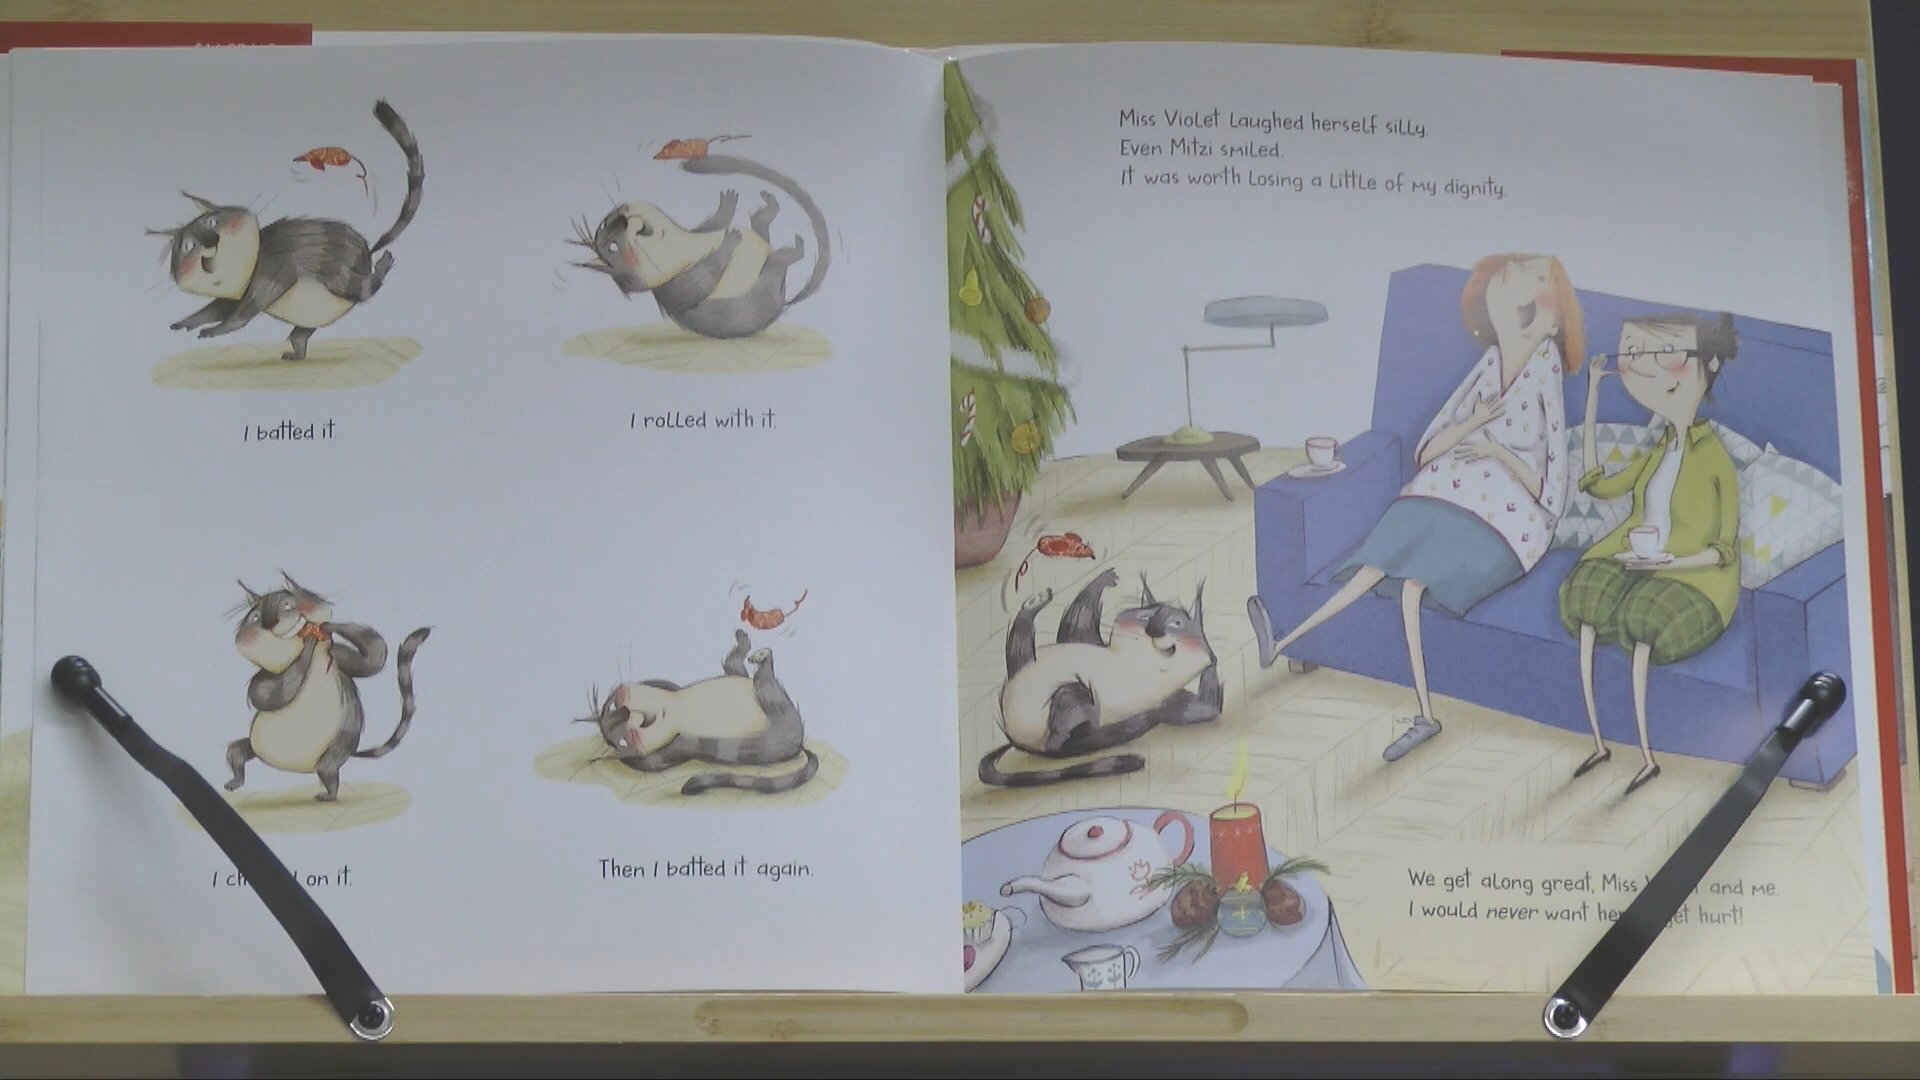 I batted it.
I rolled with it.
I on it.
Then I batted it again.
Miss Violet laughed herself silly.
Even Mitzi smiled.
It was worth losing a little of my dignity.
We get along great, Miss and me.
I would never want hurt!